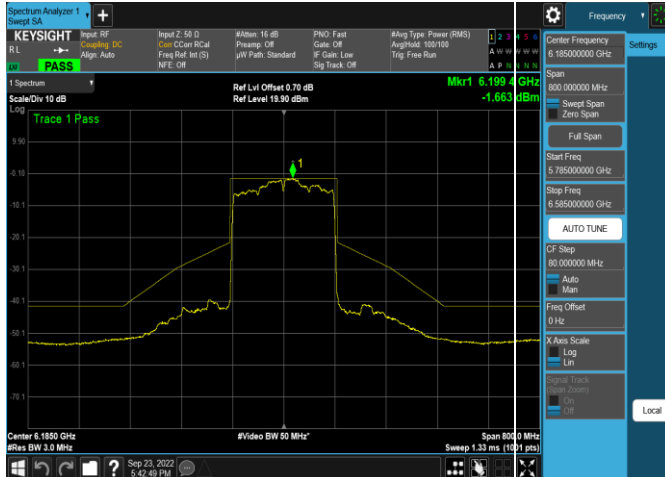 Spectrum Analyzer 1
Swept SA
Frequency
KEYSIGHT
Input: RF
Input Z: 50 Ω
#Atten: 16 dB
PNO: Fast
#Avg Type: Power (RMS)
1 2 3 4 5 6
R L
Coupling: DC
Corr CCorr RCal
Preamp: Off
Gate: Off
Avg|Hold: 100/100
A W W W W W
Align: Auto
Freq Ref: Int (S)
µW Path: Standard
IF Gain: Low
Trig: Free Run
PASS
NFE: Off
Sig Track: Off
A P N N N N
1 Spectrum
Ref Lvl Offset 0.70 dB
Mkr1 6.199 4 GHz
Scale/Div 10 dB
Ref Level 19.90 dBm
-1.663 dBm
Log
Trace 1 Pass
1
9.90
-0.10
-10.1
-20.1
-30.1
-40.1
-50.1
-60.1
-70.1
Center 6.1850 GHz
#Video BW 50 MHz*
Span 800.0 MHz
#Res BW 3.0 MHz
Sweep 1.33 ms (1001 pts)
Sep 23, 2022
5:42:49 PM
Center Frequency
6.185000000 GHz
Settings
Span
800.000000 MHz
Swept Span
Zero Span
Full Span
Start Freq
5.785000000 GHz
Stop Freq
6.585000000 GHz
AUTO TUNE
CF Step
80.000000 MHz
Auto
Man
Freq Offset
0 Hz
X Axis Scale
Log
Lin
Signal Track
(Span Zoom)
On
Off
Local